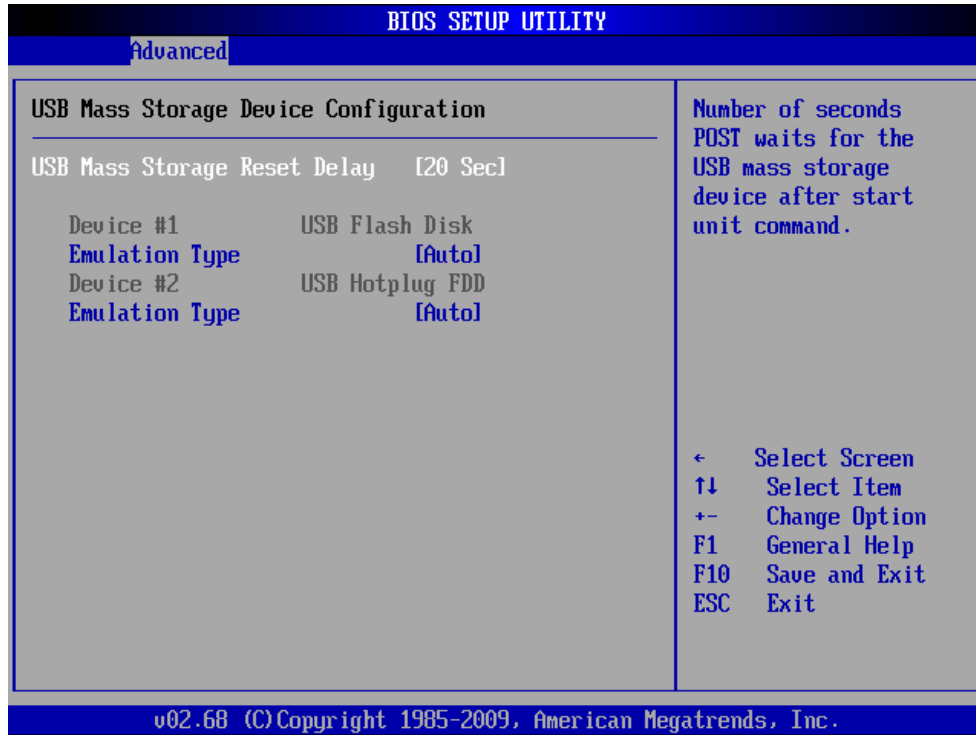 BIOS SETUP UTILITY
Advanced
USB Mass Storage Device Configuration
USB Mass Storage Reset Delay [20 Sec]
Device #1 USB Flash Disk
Emulation Type [Auto]
Device #2 USB Hotplug FDD
Emulation Type [Auto]
Number of seconds
POST waits for the
USB mass storage
device after start
unit command.
← Select Screen
↑↓ Select Item
+- Change Option
F1 General Help
F10 Save and Exit
ESC Exit
v02.68 (C)Copyright 1985-2009, American Megatrends, Inc.